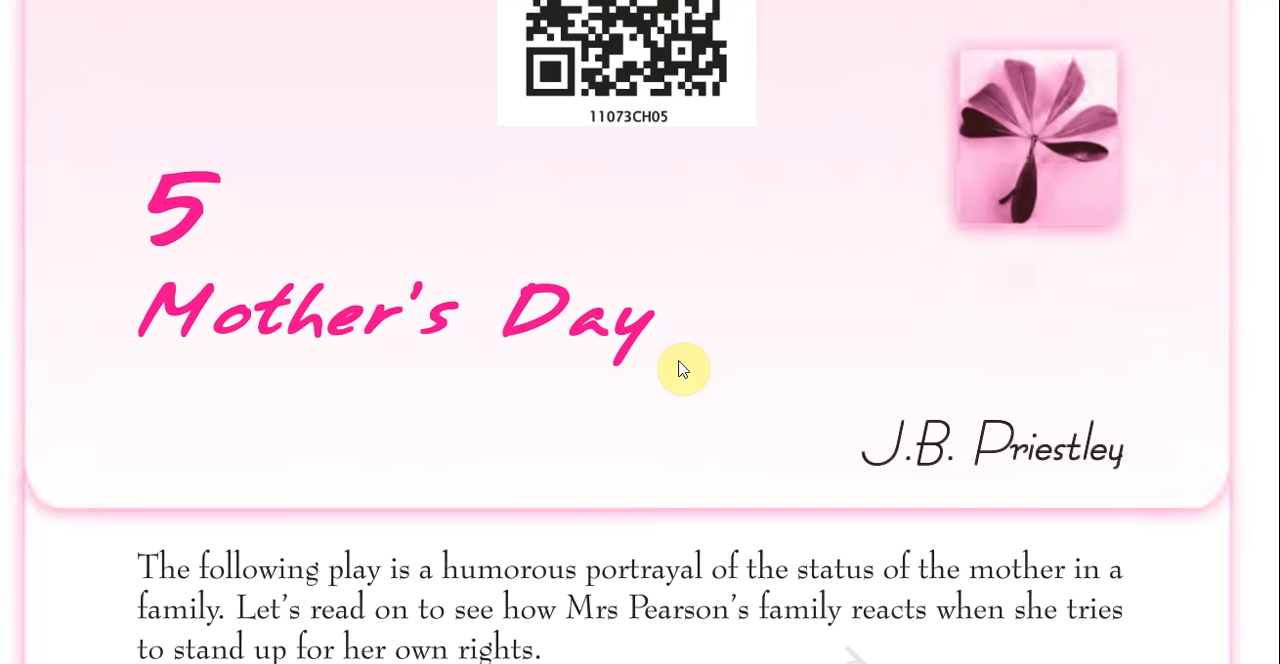 11073CH05
5
Mother's Day
J.B. Priestley
The following play is a humorous portrayal of the status of the mother in a
family. Let's read on to see how Mrs Pearson's family reacts when she tries
to stand up for her own rights.